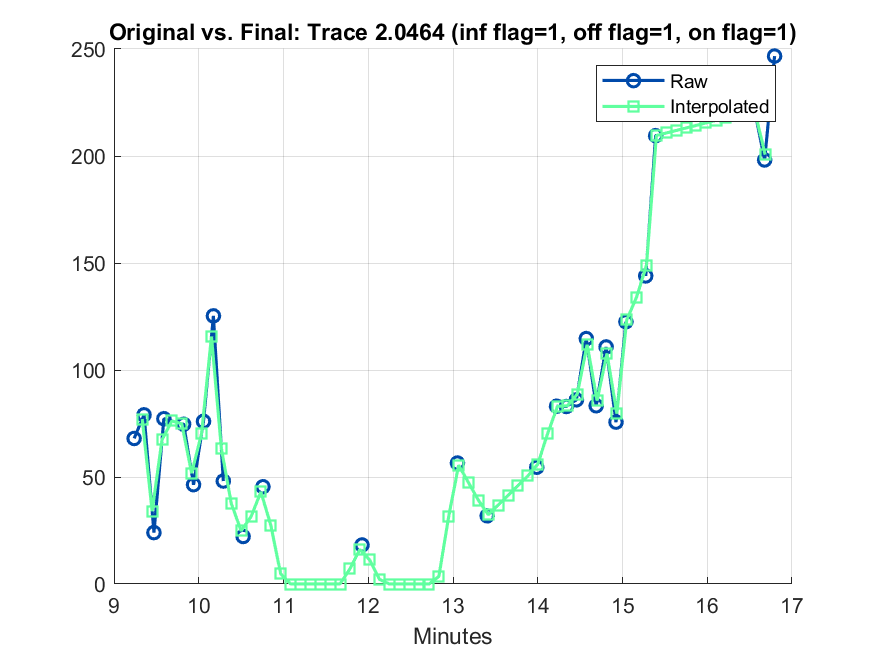 Original vs. Final: Trace 2.0464 (inf flag=1, off flag=1, on flag=1)
250
Raw
Interpolated
200
150
100
50
0
9 10 11 12 13 14 15 16 17
Minutes